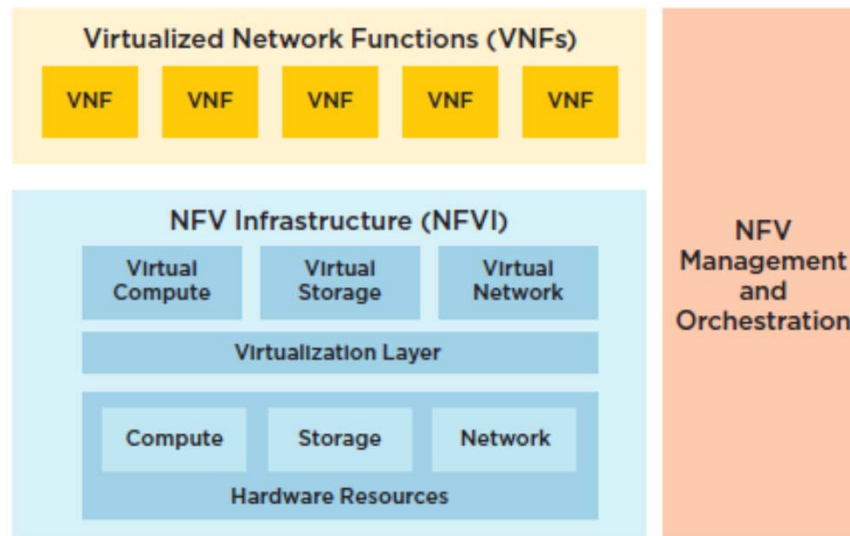 Virtualized Network Functions (VNFs)
VNF VNF VNF VNF VNF
NFV Infrastructure (NFVI)
Virtual
Compute
Virtual
Storage
Virtual
Network
Virtualization Layer
Compute Storage Network
Hardware Resources
NFV
Management
and
Orchestration